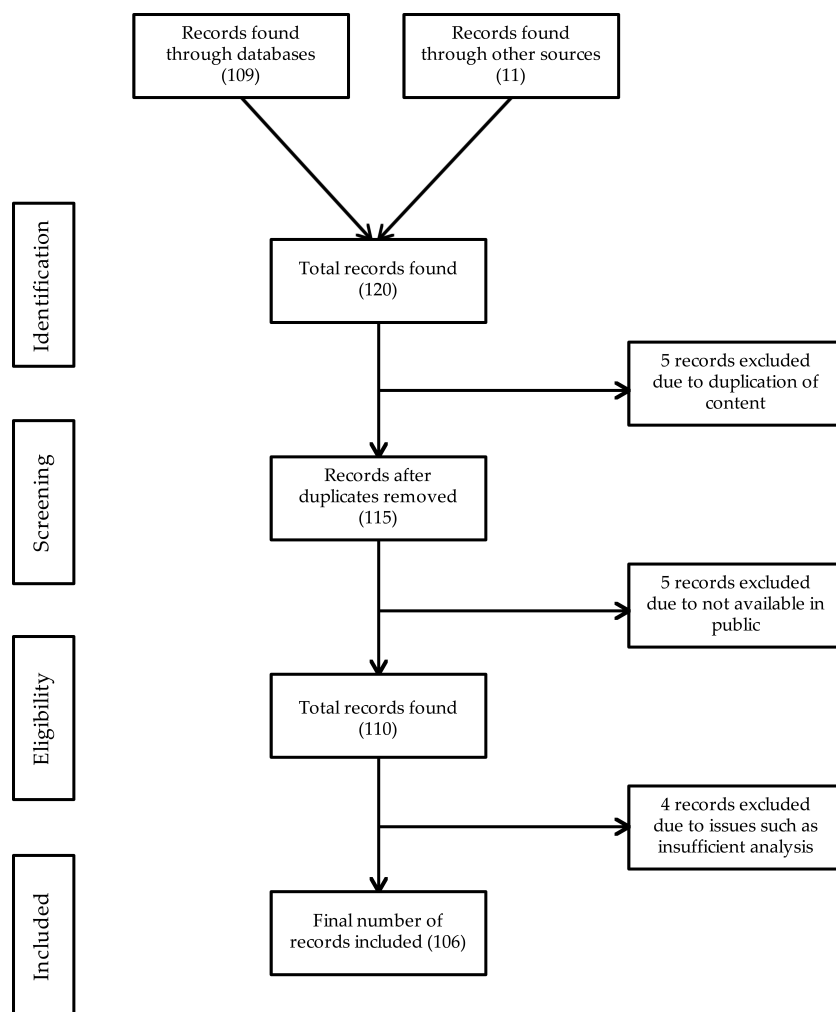 Records found
through databases
(109)
Records found
through other sources
(11)
Identification
Total records found
(120)
5 records excluded
due to duplication of
content
Screening
Records after
duplicates removed
(115)
5 records excluded
due to not available in
public
Eligibility
Total records found
(110)
4 records excluded
due to issues such as
insufficient analysis
Included
Final number of
records included (106)